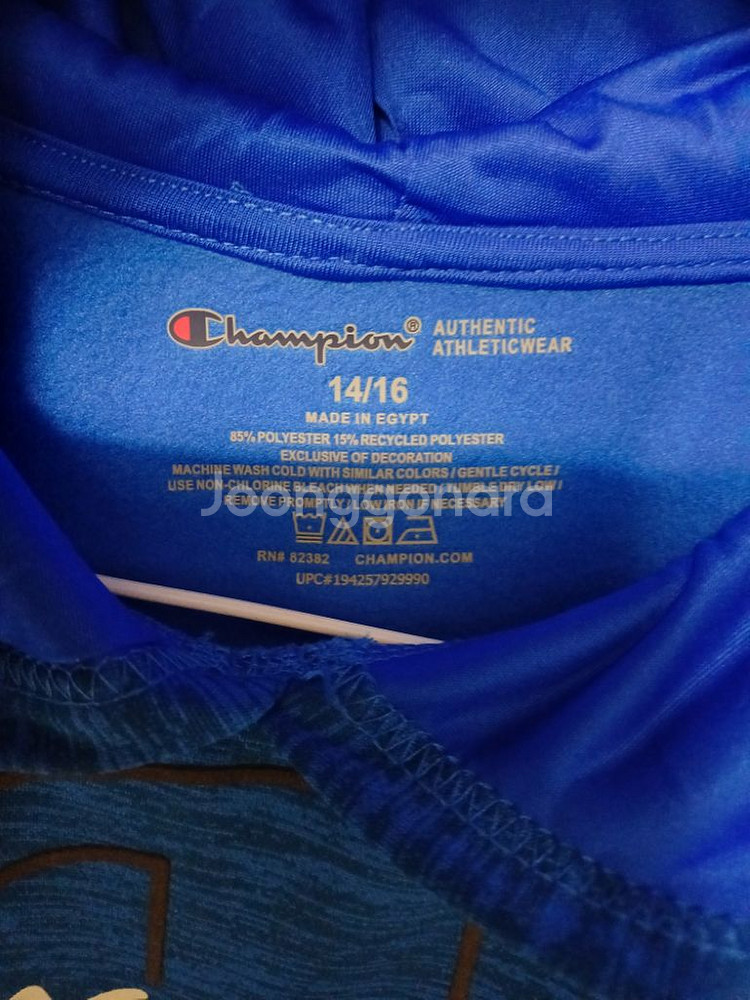 Champion® AUTHENTIC
ATHLETICWEAR
14/16
MADE IN EGYPT
85% POLYESTER 15% RECYCLED POLYESTER
EXCLUSIVE OF DECORATION
MACHINE WASH COLD WITH SIMILAR COLORS / GENTLE CYCLE /
USE NON-CHLORINE BLEACH WHEN NEEDED / TUMBLE DRY LOW /
REMOVE PROMPTLY / LOW IRON IF NECESSARY
Joonggonara
RN# 82382 CHAMPION.COM
UPC#194257929990